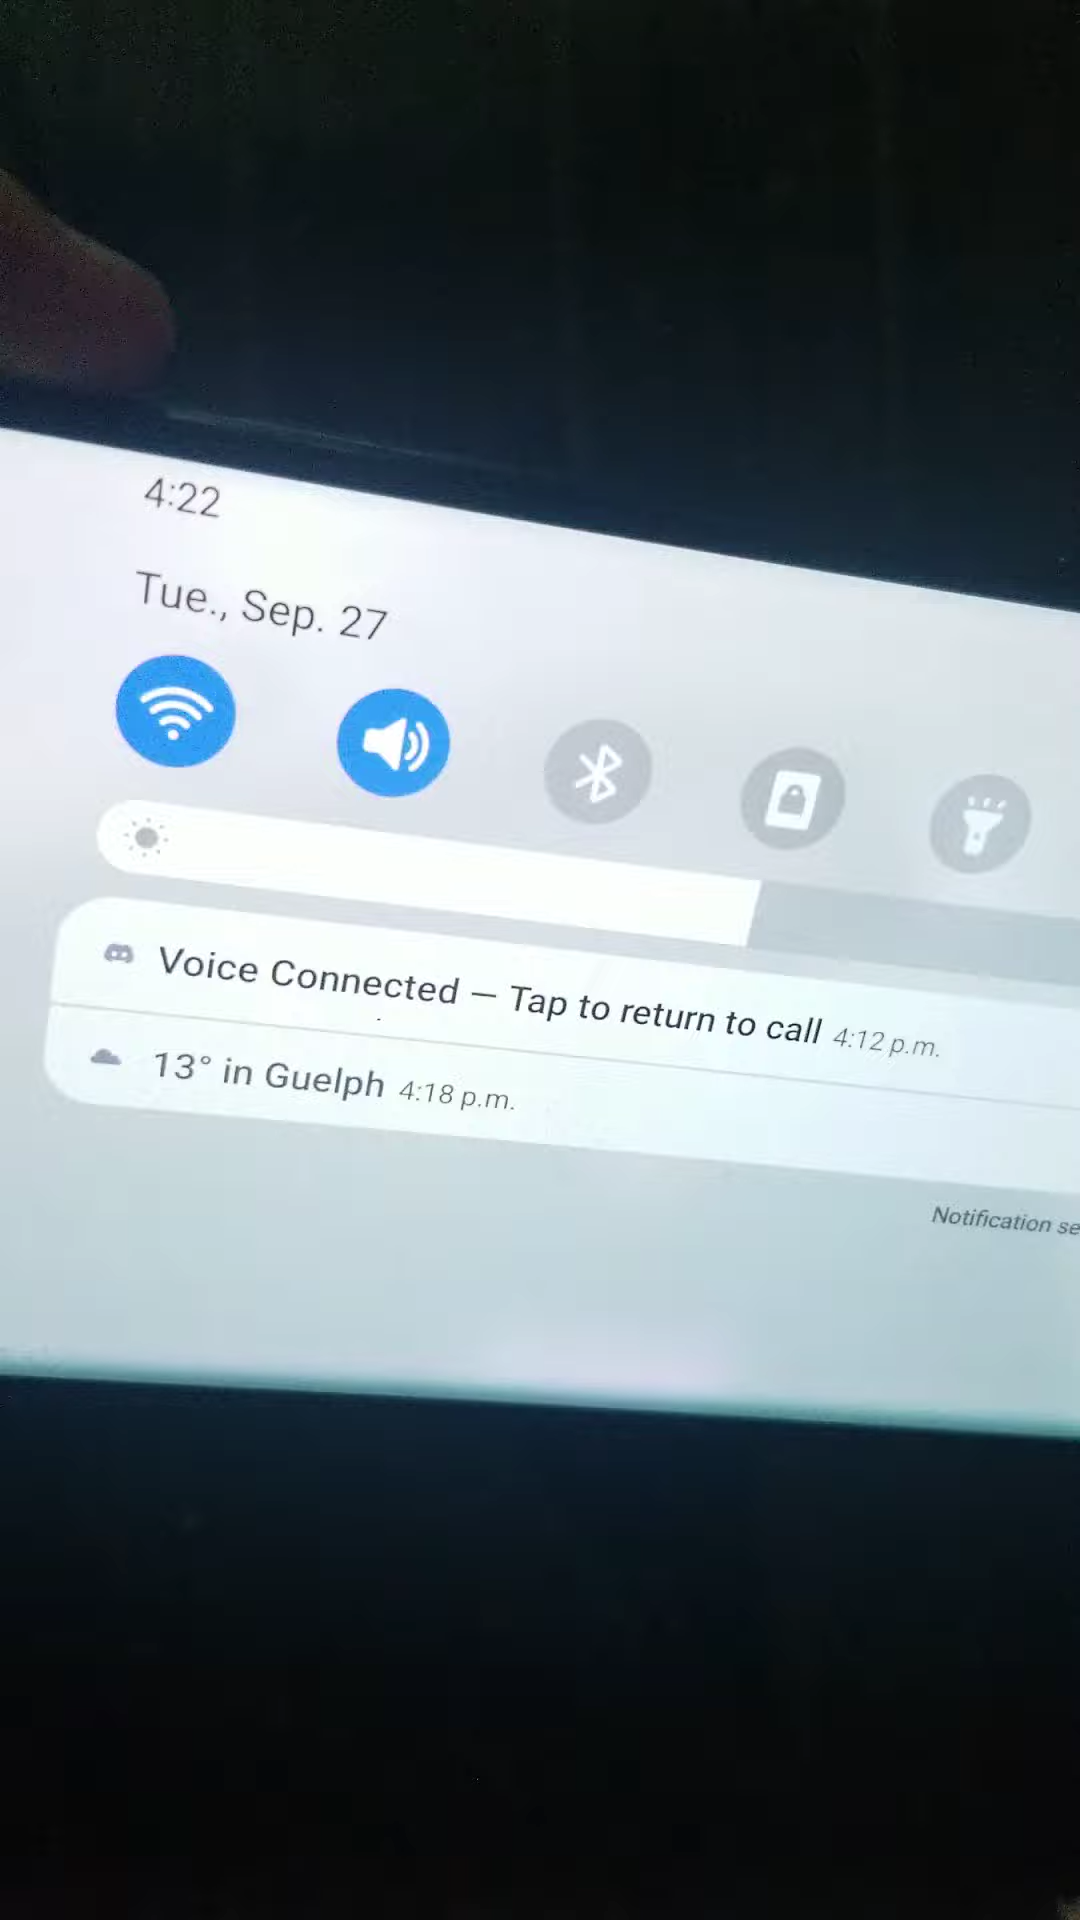 4:22
Tue., Sep. 27
Voice Connected — Tap to return to call 4:12 p.m.
13° in Guelph 4:18 p.m.
Notification